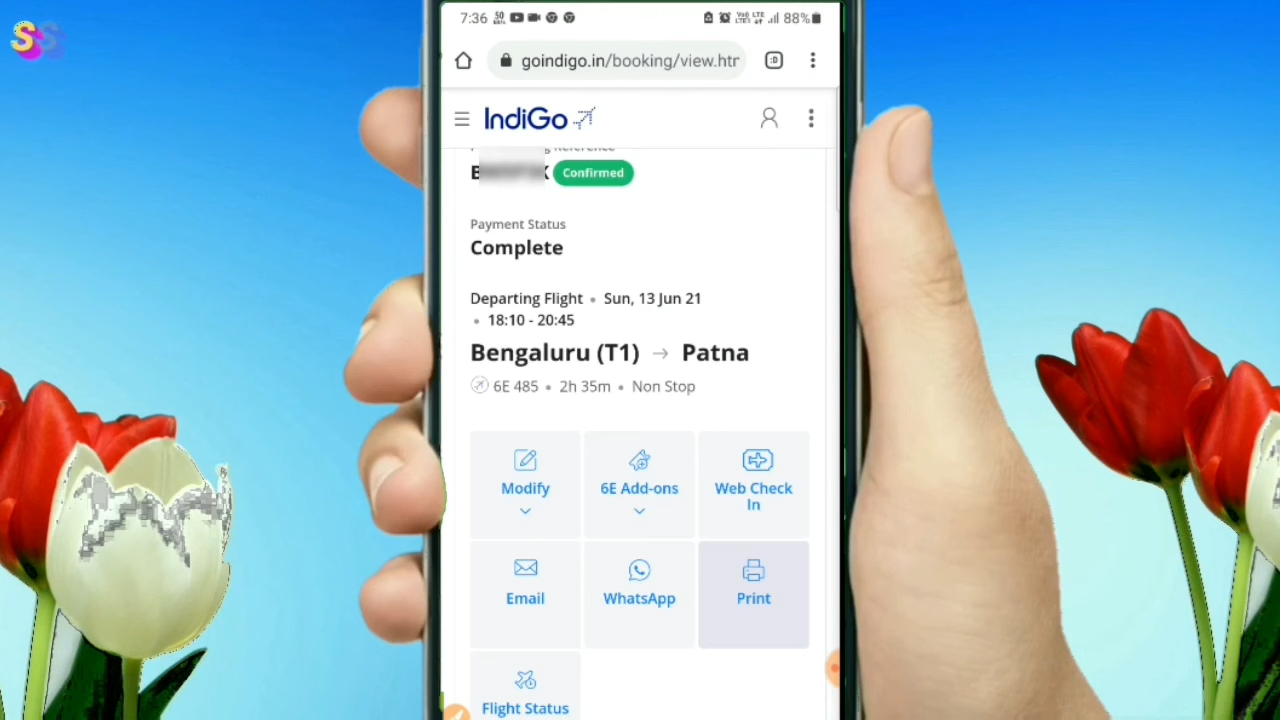 SS
7:36
88%
goindigo.in/booking/view.htm
IndiGo
Confirmed
Payment Status
Complete
Departing Flight • Sun, 13 Jun 21
• 18:10 - 20:45
Bengaluru (T1) → Patna
6E 485 • 2h 35m • Non Stop
Modify
6E Add-ons
Web Check
In
Email
WhatsApp
Print
Flight Status